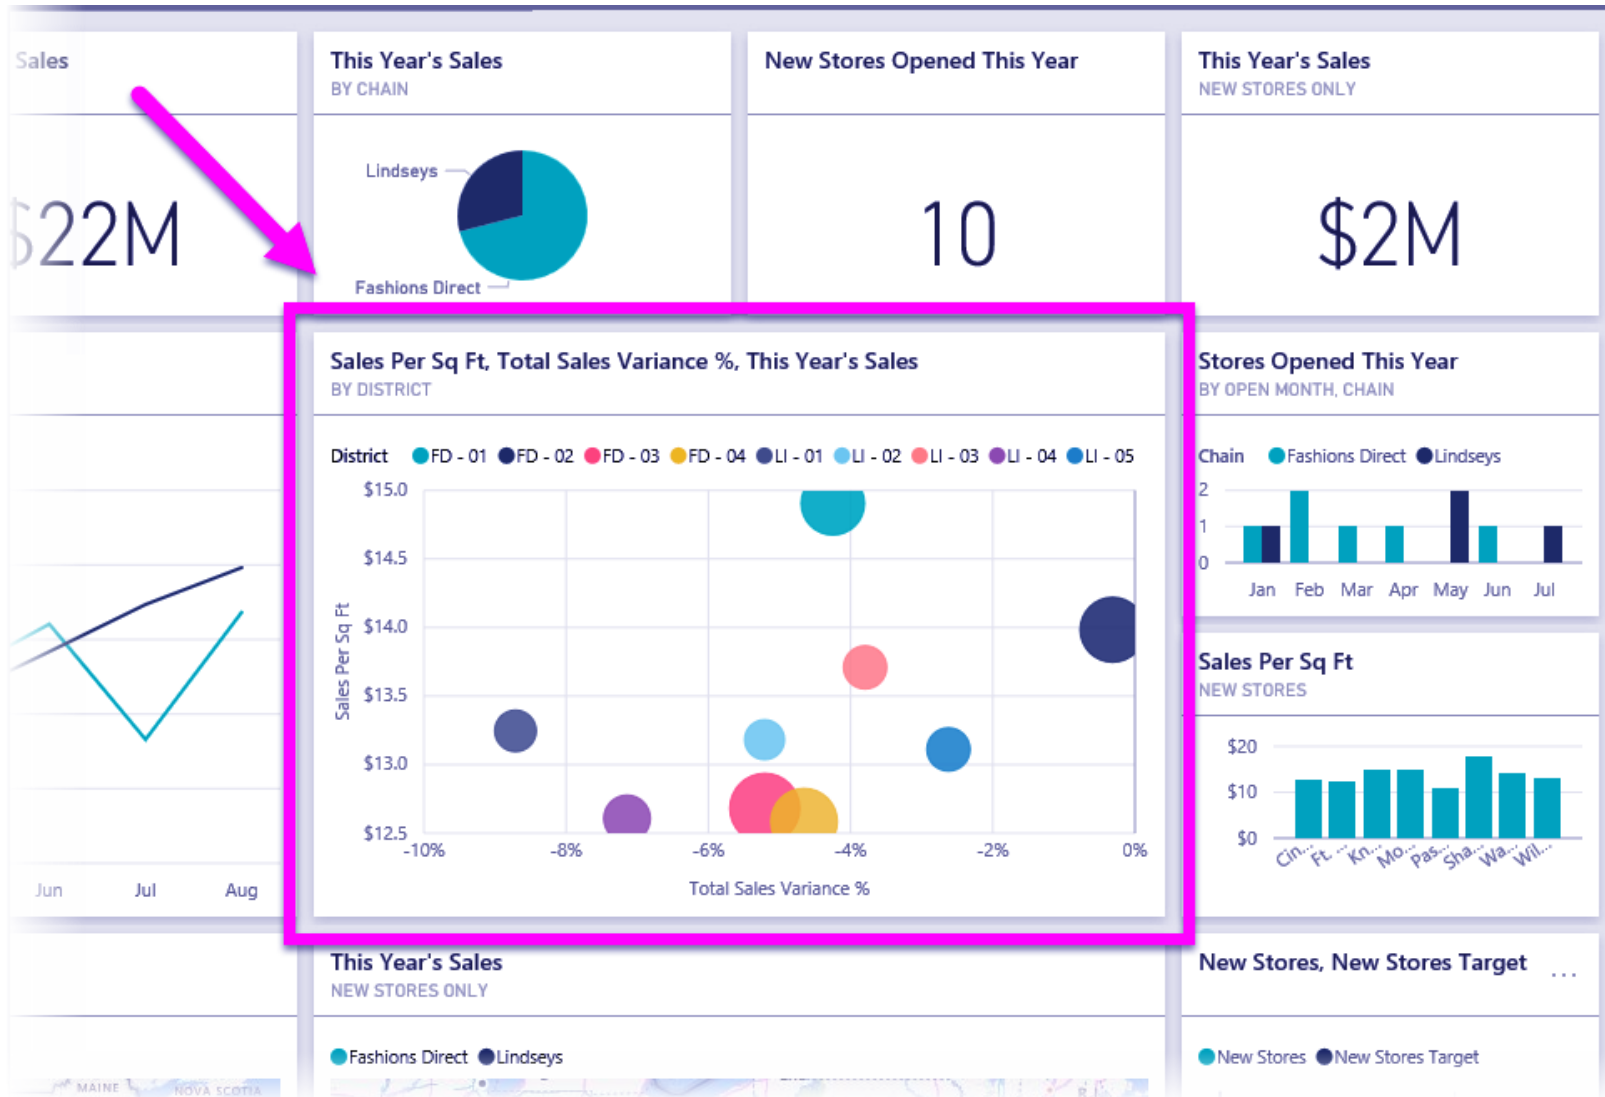 Sales
$22M
Jun Jul Aug
This Year's Sales
BY CHAIN
Lindseys
Fashions Direct
New Stores Opened This Year
10
This Year's Sales
NEW STORES ONLY
$2M
Sales Per Sq Ft, Total Sales Variance %, This Year's Sales
BY DISTRICT
District FD - 01 FD - 02 FD - 03 FD - 04 LI - 01 LI - 02 LI - 03 LI - 04 LI - 05
Sales Per Sq Ft
$15.0
$14.5
$14.0
$13.5
$13.0
$12.5
-10% -8% -6% -4% -2% 0%
Total Sales Variance %
Stores Opened This Year
BY OPEN MONTH, CHAIN
Chain Fashions Direct Lindseys
2
1
0
Jan Feb Mar Apr May Jun Jul
Sales Per Sq Ft
NEW STORES
$20
$10
$0
Cin... Ft. ... Kn... Mo... Pas... Sha... Wa... Wil...
This Year's Sales
NEW STORES ONLY
Fashions Direct Lindseys
New Stores, New Stores Target ...
New Stores New Stores Target
MAINE
NOVA SCOTIA